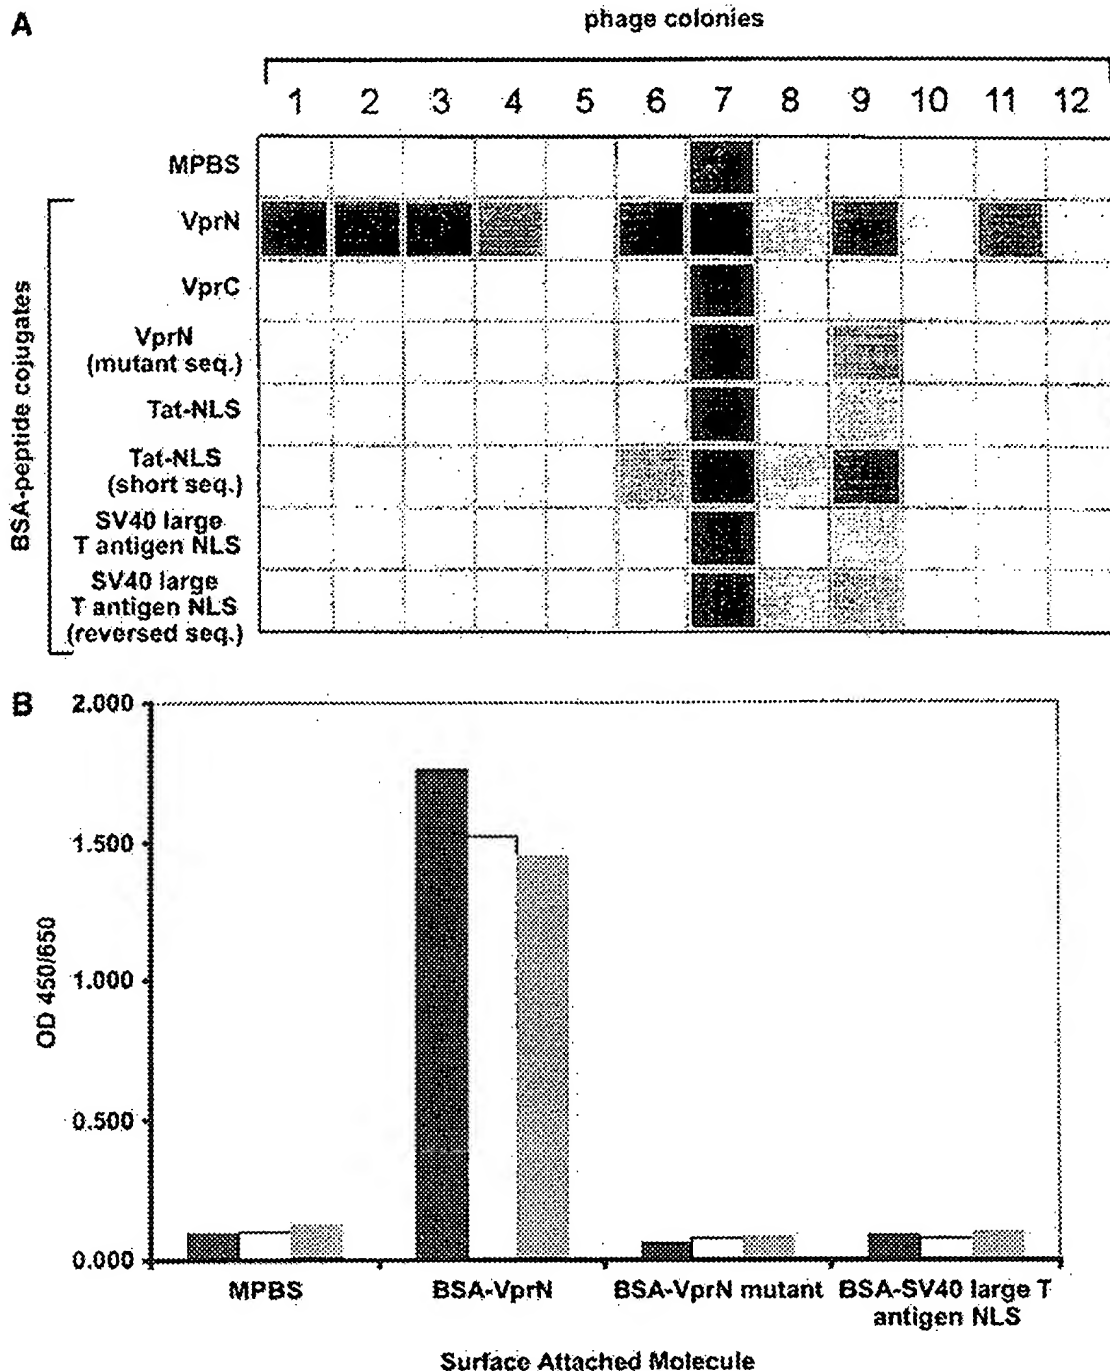 A
phage colonies
1 2 3 4 5 6 7 8 9 10 11 12
BSA-peptide cojugates
MPBS
VprN
VprC
VprN
(mutant seq.)
Tat-NLS
Tat-NLS
(short seq.)
SV40 large
T antigen NLS
SV40 large
T antigen NLS
(reversed seq.)
B
OD 450/650
2.000
1.500
1.000
0.500
0.000
MPBS
BSA-VprN
BSA-VprN mutant
BSA-SV40 large T
antigen NLS
Surface Attached Molecule